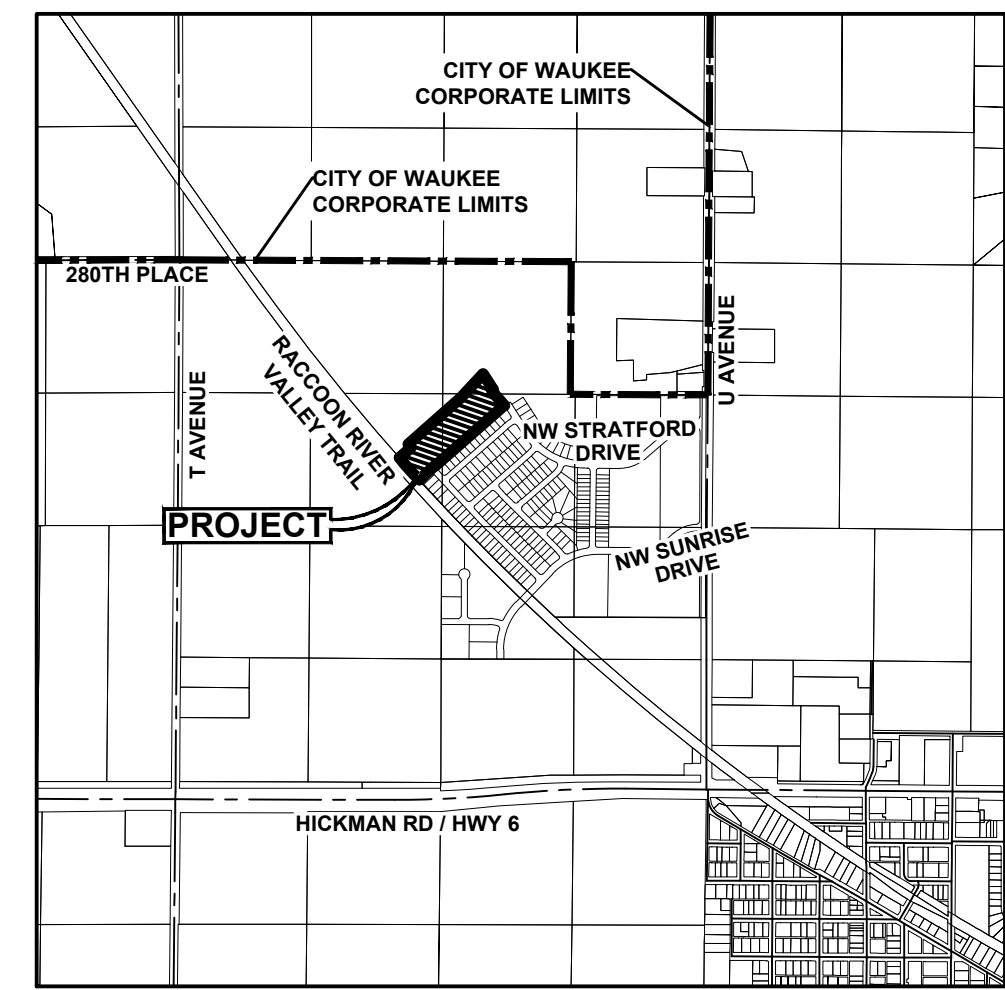 CITY OF WAUKEE
CORPORATE LIMITS
CITY OF WAUKEE
CORPORATE LIMITS
280TH PLACE
U AVENUE
RACCOON RIVER
VALLEY TRAIL
T AVENUE
NW STRATFORD
DRIVE
PROJECT
NW SUNRISE
DRIVE
HICKMAN RD / HWY 6